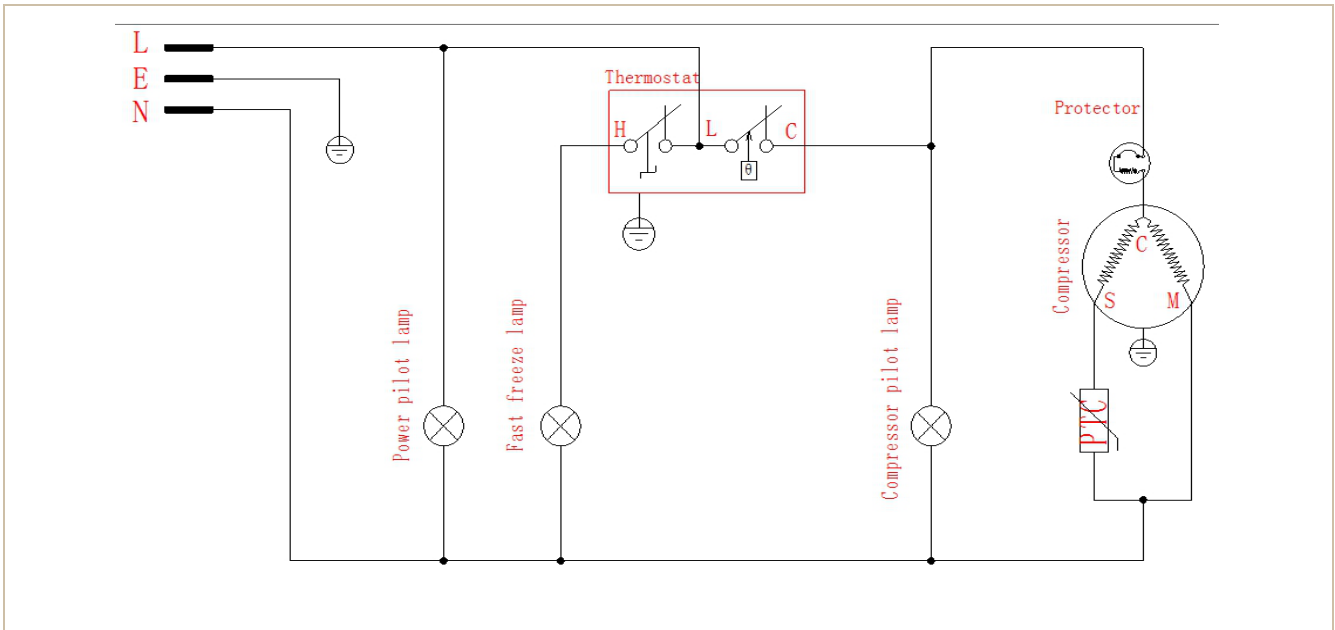 L
E
N
Thermostat
H
L
C
θ
Protector
Compressor
C
S
M
PTC
Power pilot lamp
Fast freeze lamp
Compressor pilot lamp